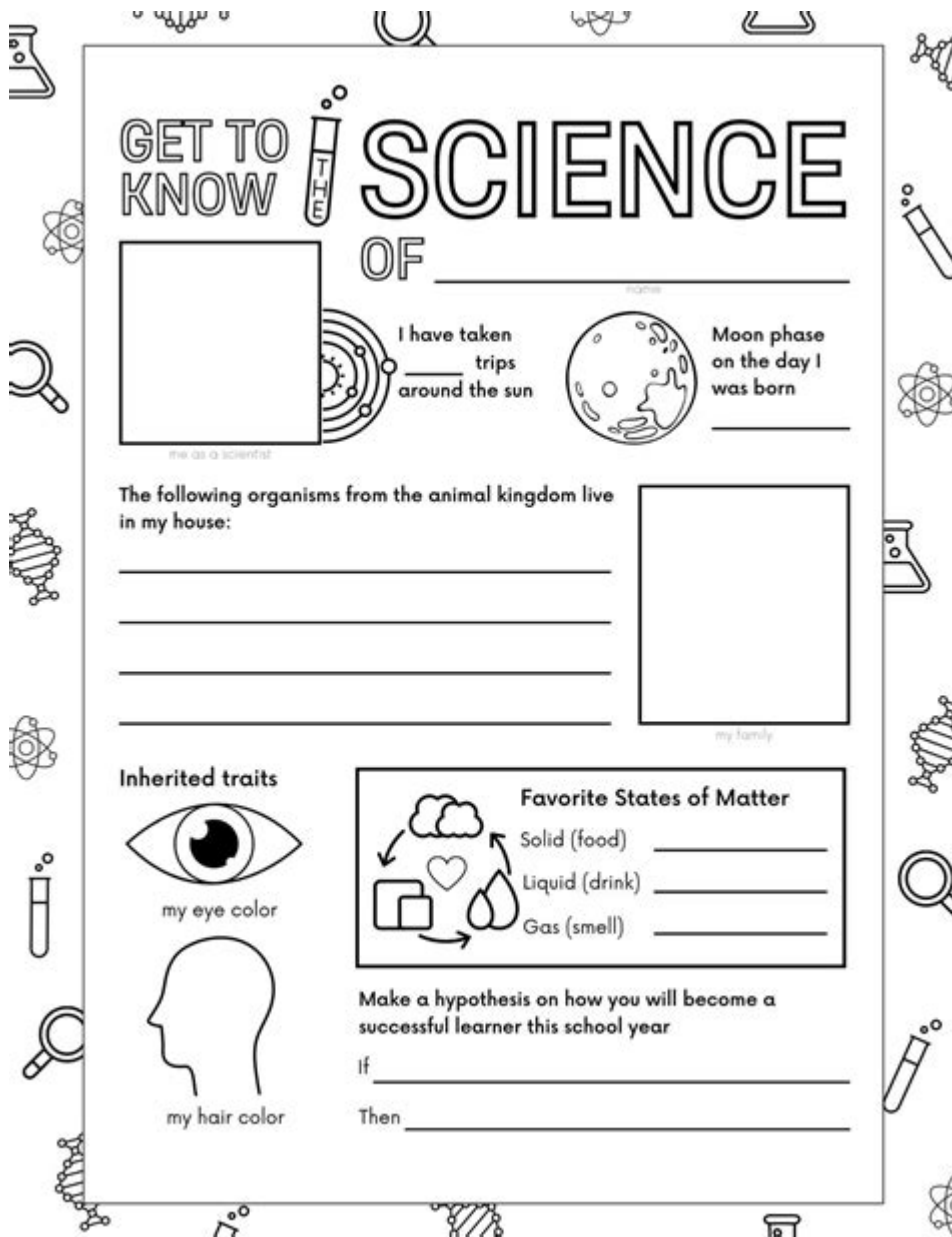 GET TO
KNOW
THE
SCIENCE
OF
name
I have taken
trips
around the sun
Moon phase
on the day I
was born
me as a scientist
The following organisms from the animal kingdom live
in my house:
my family
Inherited traits
my eye color
my hair color
Favorite States of Matter
Solid (food)
Liquid (drink)
Gas (smell)
Make a hypothesis on how you will become a
successful learner this school year
If
Then